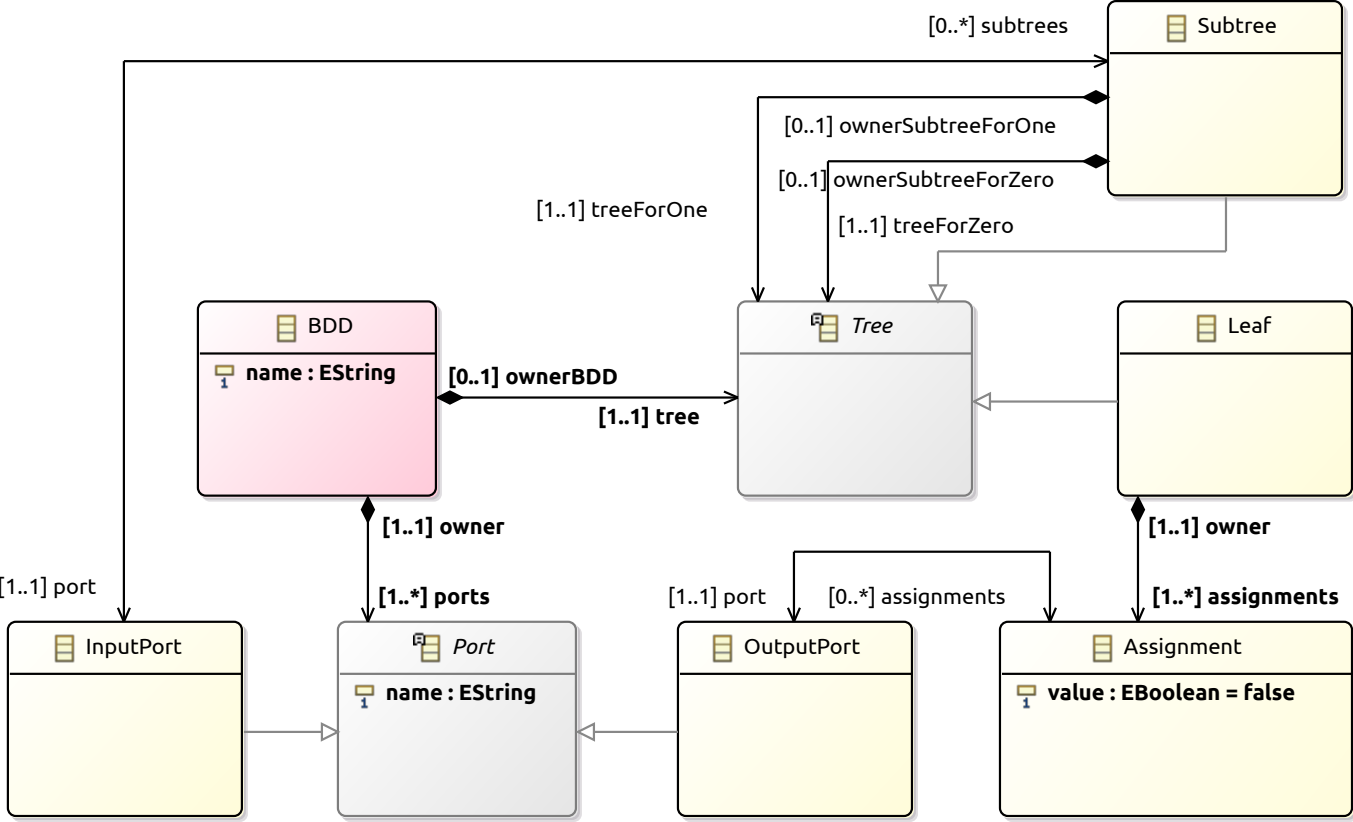 [0..*] subtrees
Subtree
[0..1] ownerSubtreeForOne
[0..1] ownerSubtreeForZero
[1..1] treeForOne
[1..1] treeForZero
BDD
Tree
Leaf
name : EString
[0..1] ownerBDD
[1..1] tree
[1..1] owner
[1..1] owner
[1..1] port
[1..*] ports
[1..1] port
[0..*] assignments
[1..*] assignments
InputPort
Port
OutputPort
Assignment
name : EString
value : EBoolean = false